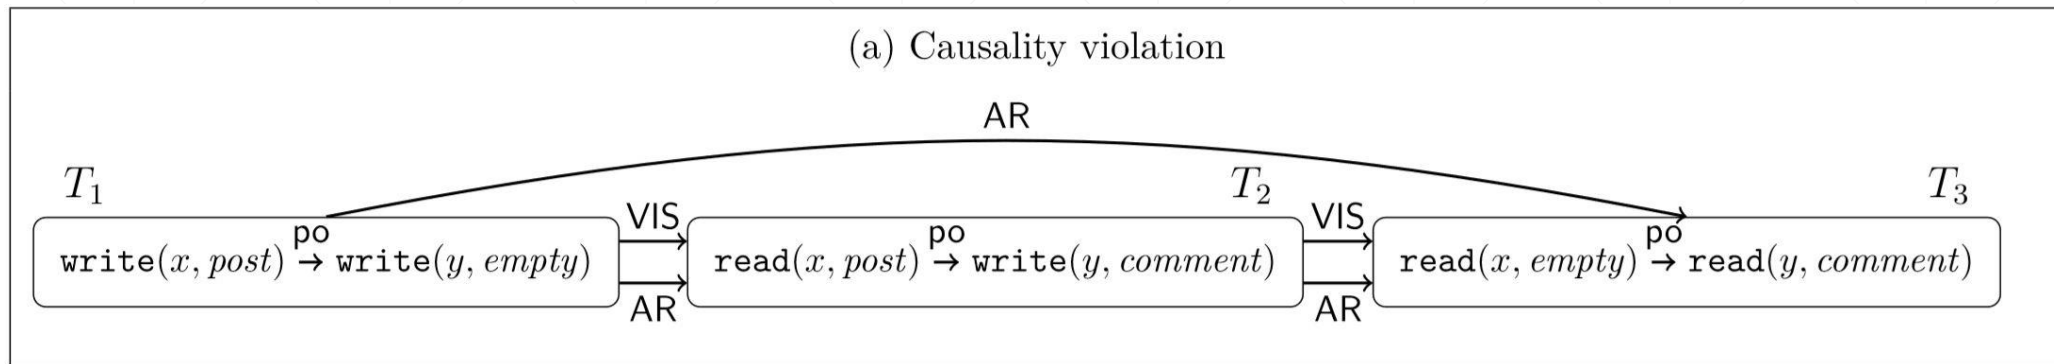 (a) Causality violation
AR
T₁ T₂ T₃
VIS VIS
po po po
write(x, post) → write(y, empty) read(x, post) → write(y, comment) read(x, empty) → read(y, comment)
AR AR